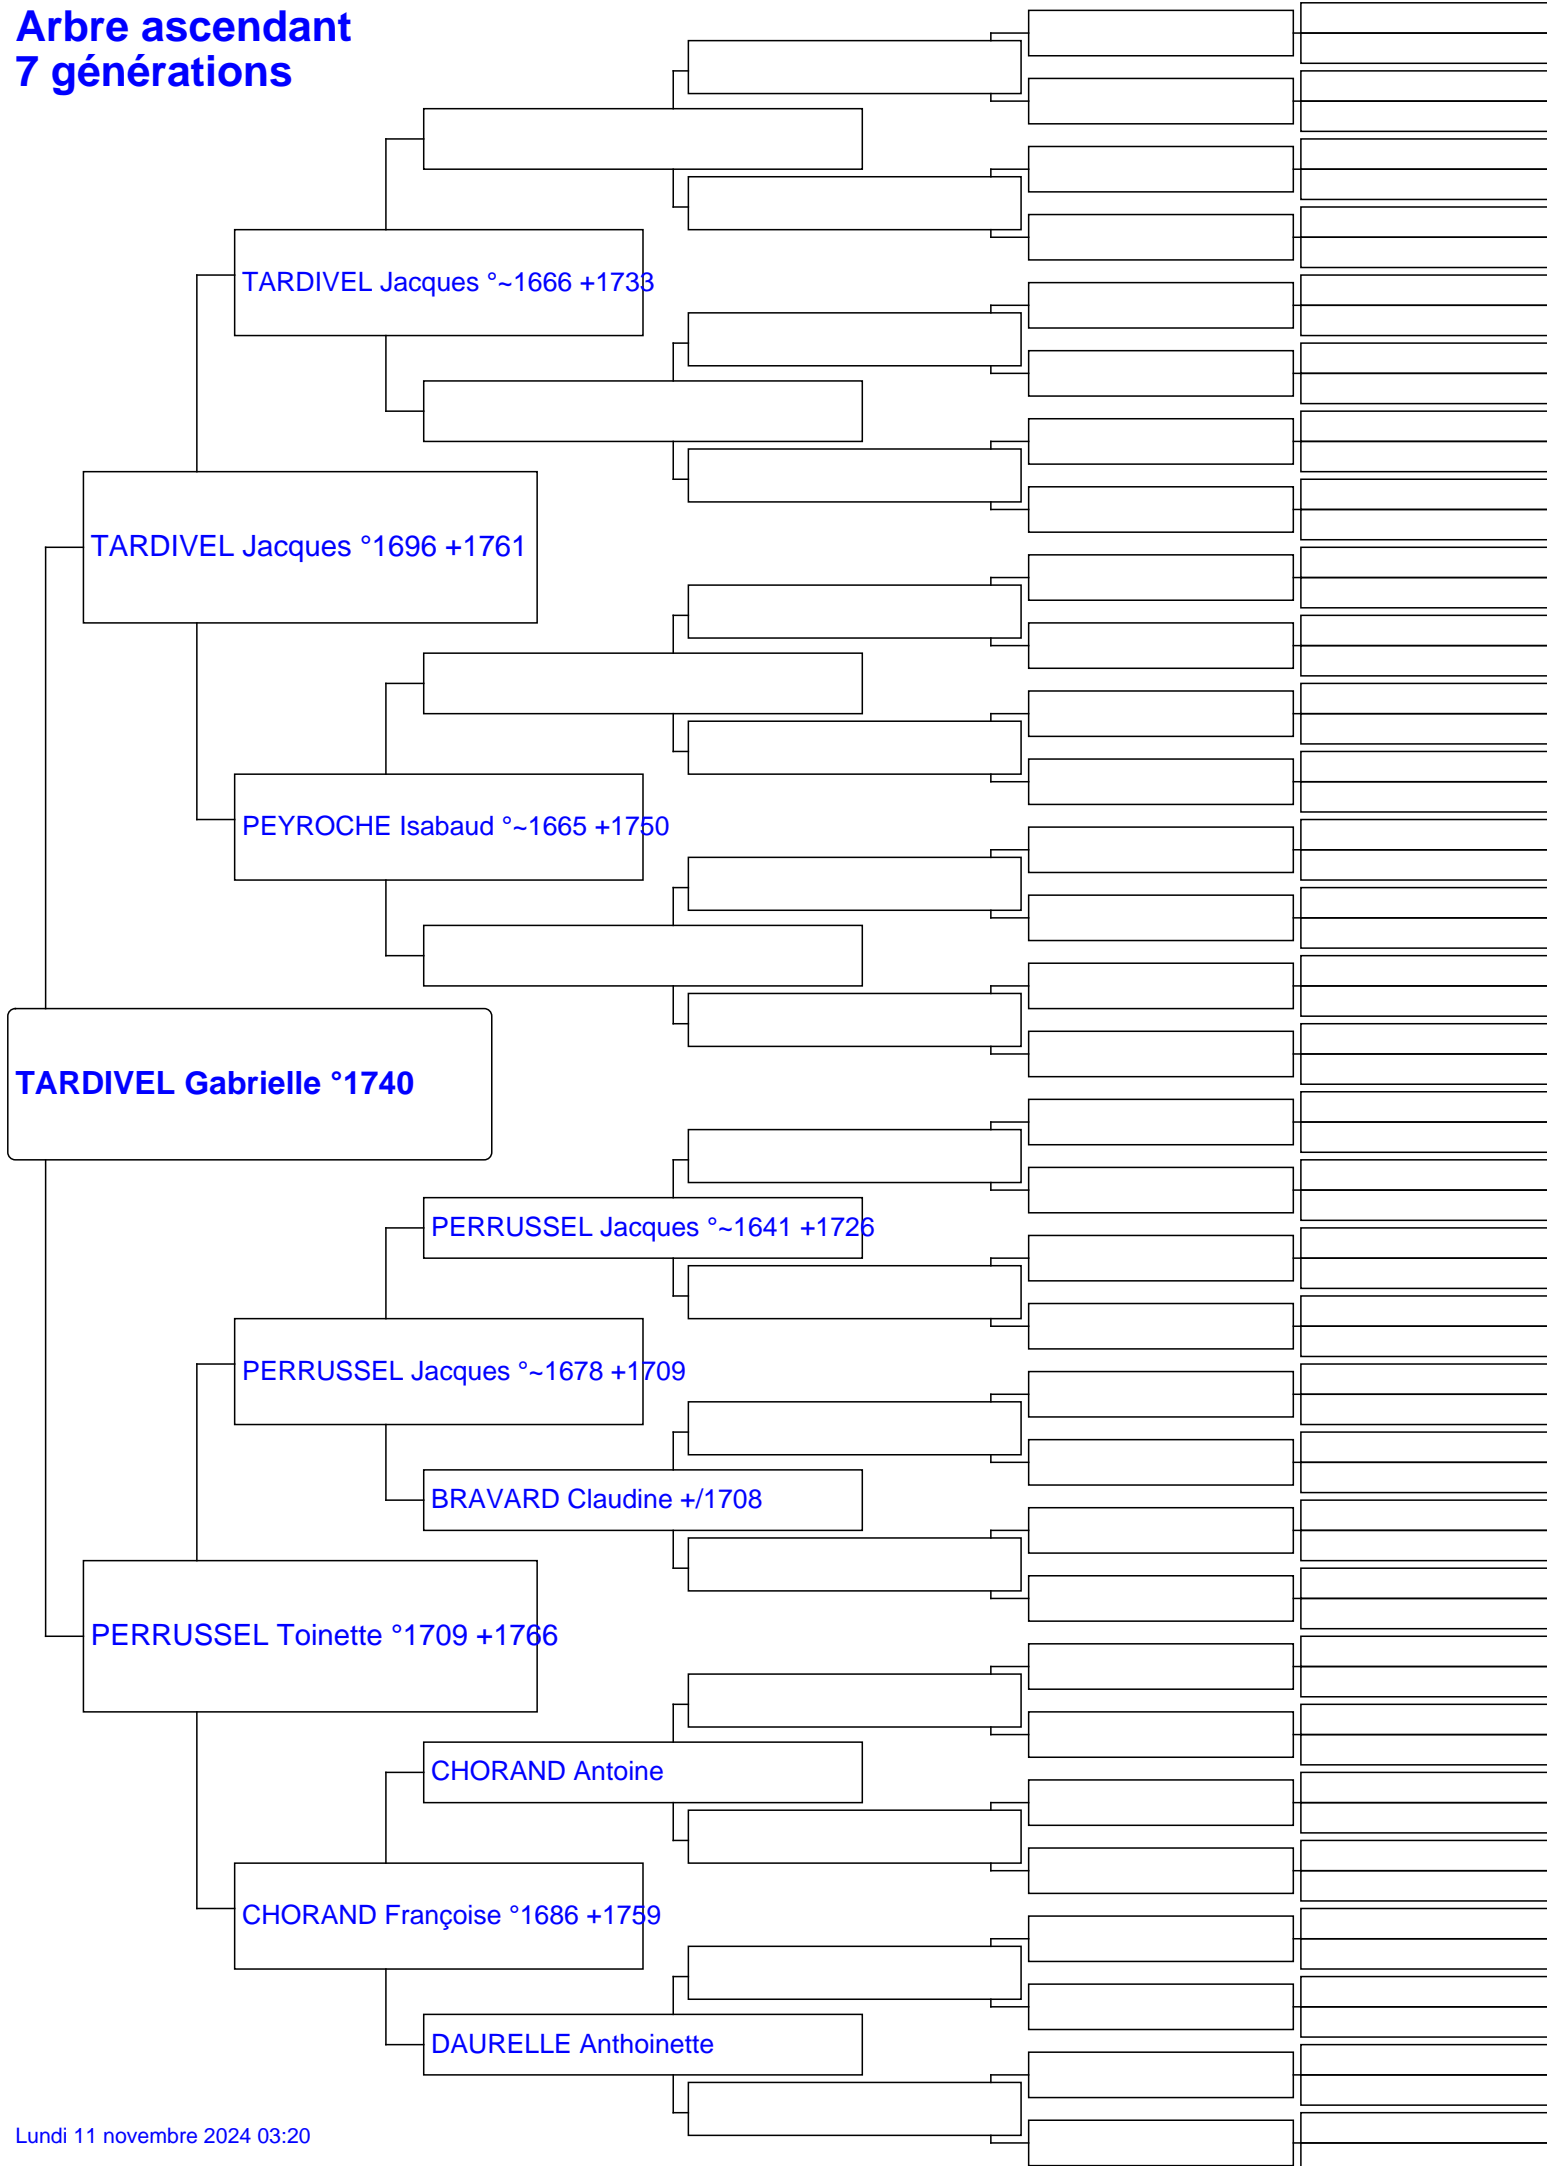 Arbre ascendant
7 générations
TARDIVEL Jacques °~1666 +1733
TARDIVEL Jacques °1696 +1761
PEYROCHE Isabaud °~1665 +1750
TARDIVEL Gabrielle °1740
PERRUSSEL Jacques °~1641 +1726
PERRUSSEL Jacques °~1678 +1709
BRAVARD Claudine +/1708
PERRUSSEL Toinette °1709 +1766
CHORAND Antoine
CHORAND Françoise °1686 +1759
DAURELLE Anthoinette
Lundi 11 novembre 2024 03:20